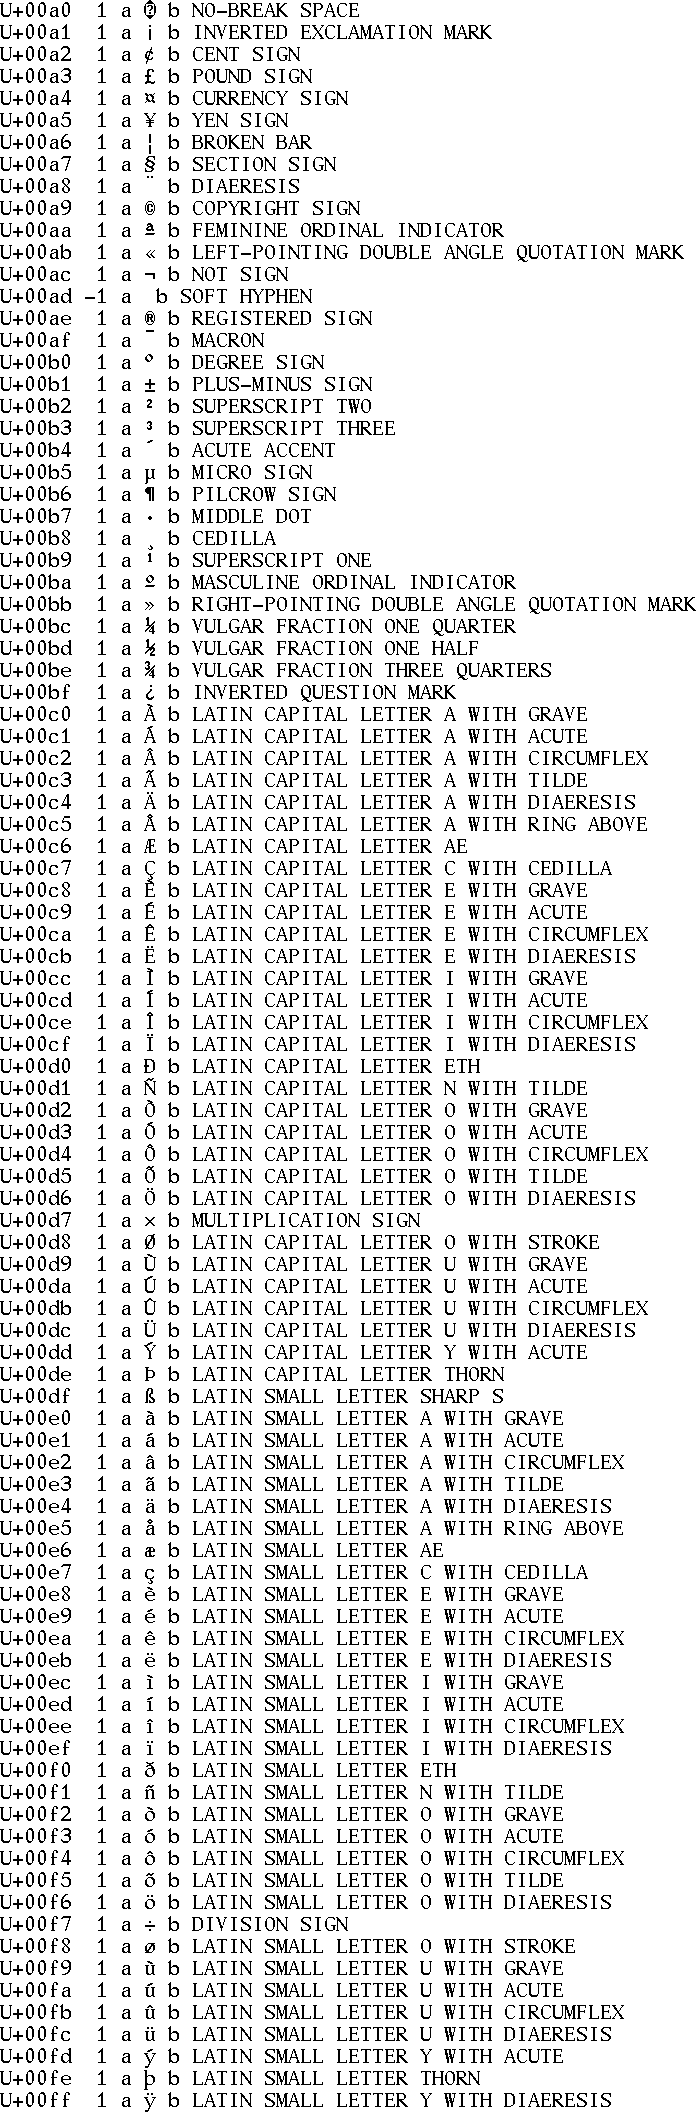 U+00a0  1 a � b NO-BREAK SPACE
U+00a1  1 a ¡ b INVERTED EXCLAMATION MARK
U+00a2  1 a ¢ b CENT SIGN
U+00a3  1 a £ b POUND SIGN
U+00a4  1 a ¤ b CURRENCY SIGN
U+00a5  1 a ¥ b YEN SIGN
U+00a6  1 a ¦ b BROKEN BAR
U+00a7  1 a § b SECTION SIGN
U+00a8  1 a ¨ b DIAERESIS
U+00a9  1 a © b COPYRIGHT SIGN
U+00aa  1 a ª b FEMININE ORDINAL INDICATOR
U+00ab  1 a « b LEFT-POINTING DOUBLE ANGLE QUOTATION MARK
U+00ac  1 a ¬ b NOT SIGN
U+00ad -1 a  b SOFT HYPHEN
U+00ae  1 a ® b REGISTERED SIGN
U+00af  1 a ¯ b MACRON
U+00b0  1 a ° b DEGREE SIGN
U+00b1  1 a ± b PLUS-MINUS SIGN
U+00b2  1 a ² b SUPERSCRIPT TWO
U+00b3  1 a ³ b SUPERSCRIPT THREE
U+00b4  1 a ´ b ACUTE ACCENT
U+00b5  1 a µ b MICRO SIGN
U+00b6  1 a ¶ b PILCROW SIGN
U+00b7  1 a · b MIDDLE DOT
U+00b8  1 a ¸ b CEDILLA
U+00b9  1 a ¹ b SUPERSCRIPT ONE
U+00ba  1 a º b MASCULINE ORDINAL INDICATOR
U+00bb  1 a » b RIGHT-POINTING DOUBLE ANGLE QUOTATION MARK
U+00bc  1 a ¼ b VULGAR FRACTION ONE QUARTER
U+00bd  1 a ½ b VULGAR FRACTION ONE HALF
U+00be  1 a ¾ b VULGAR FRACTION THREE QUARTERS
U+00bf  1 a ¿ b INVERTED QUESTION MARK
U+00c0  1 a À b LATIN CAPITAL LETTER A WITH GRAVE
U+00c1  1 a Á b LATIN CAPITAL LETTER A WITH ACUTE
U+00c2  1 a Â b LATIN CAPITAL LETTER A WITH CIRCUMFLEX
U+00c3  1 a Ã b LATIN CAPITAL LETTER A WITH TILDE
U+00c4  1 a Ä b LATIN CAPITAL LETTER A WITH DIAERESIS
U+00c5  1 a Å b LATIN CAPITAL LETTER A WITH RING ABOVE
U+00c6  1 a Æ b LATIN CAPITAL LETTER AE
U+00c7  1 a Ç b LATIN CAPITAL LETTER C WITH CEDILLA
U+00c8  1 a È b LATIN CAPITAL LETTER E WITH GRAVE
U+00c9  1 a É b LATIN CAPITAL LETTER E WITH ACUTE
U+00ca  1 a Ê b LATIN CAPITAL LETTER E WITH CIRCUMFLEX
U+00cb  1 a Ë b LATIN CAPITAL LETTER E WITH DIAERESIS
U+00cc  1 a Ì b LATIN CAPITAL LETTER I WITH GRAVE
U+00cd  1 a Í b LATIN CAPITAL LETTER I WITH ACUTE
U+00ce  1 a Î b LATIN CAPITAL LETTER I WITH CIRCUMFLEX
U+00cf  1 a Ï b LATIN CAPITAL LETTER I WITH DIAERESIS
U+00d0  1 a Ð b LATIN CAPITAL LETTER ETH
U+00d1  1 a Ñ b LATIN CAPITAL LETTER N WITH TILDE
U+00d2  1 a Ò b LATIN CAPITAL LETTER O WITH GRAVE
U+00d3  1 a Ó b LATIN CAPITAL LETTER O WITH ACUTE
U+00d4  1 a Ô b LATIN CAPITAL LETTER O WITH CIRCUMFLEX
U+00d5  1 a Õ b LATIN CAPITAL LETTER O WITH TILDE
U+00d6  1 a Ö b LATIN CAPITAL LETTER O WITH DIAERESIS
U+00d7  1 a × b MULTIPLICATION SIGN
U+00d8  1 a Ø b LATIN CAPITAL LETTER O WITH STROKE
U+00d9  1 a Ù b LATIN CAPITAL LETTER U WITH GRAVE
U+00da  1 a Ú b LATIN CAPITAL LETTER U WITH ACUTE
U+00db  1 a Û b LATIN CAPITAL LETTER U WITH CIRCUMFLEX
U+00dc  1 a Ü b LATIN CAPITAL LETTER U WITH DIAERESIS
U+00dd  1 a Ý b LATIN CAPITAL LETTER Y WITH ACUTE
U+00de  1 a Þ b LATIN CAPITAL LETTER THORN
U+00df  1 a ß b LATIN SMALL LETTER SHARP S
U+00e0  1 a à b LATIN SMALL LETTER A WITH GRAVE
U+00e1  1 a á b LATIN SMALL LETTER A WITH ACUTE
U+00e2  1 a â b LATIN SMALL LETTER A WITH CIRCUMFLEX
U+00e3  1 a ã b LATIN SMALL LETTER A WITH TILDE
U+00e4  1 a ä b LATIN SMALL LETTER A WITH DIAERESIS
U+00e5  1 a å b LATIN SMALL LETTER A WITH RING ABOVE
U+00e6  1 a æ b LATIN SMALL LETTER AE
U+00e7  1 a ç b LATIN SMALL LETTER C WITH CEDILLA
U+00e8  1 a è b LATIN SMALL LETTER E WITH GRAVE
U+00e9  1 a é b LATIN SMALL LETTER E WITH ACUTE
U+00ea  1 a ê b LATIN SMALL LETTER E WITH CIRCUMFLEX
U+00eb  1 a ë b LATIN SMALL LETTER E WITH DIAERESIS
U+00ec  1 a ì b LATIN SMALL LETTER I WITH GRAVE
U+00ed  1 a í b LATIN SMALL LETTER I WITH ACUTE
U+00ee  1 a î b LATIN SMALL LETTER I WITH CIRCUMFLEX
U+00ef  1 a ï b LATIN SMALL LETTER I WITH DIAERESIS
U+00f0  1 a ð b LATIN SMALL LETTER ETH
U+00f1  1 a ñ b LATIN SMALL LETTER N WITH TILDE
U+00f2  1 a ò b LATIN SMALL LETTER O WITH GRAVE
U+00f3  1 a ó b LATIN SMALL LETTER O WITH ACUTE
U+00f4  1 a ô b LATIN SMALL LETTER O WITH CIRCUMFLEX
U+00f5  1 a õ b LATIN SMALL LETTER O WITH TILDE
U+00f6  1 a ö b LATIN SMALL LETTER O WITH DIAERESIS
U+00f7  1 a ÷ b DIVISION SIGN
U+00f8  1 a ø b LATIN SMALL LETTER O WITH STROKE
U+00f9  1 a ù b LATIN SMALL LETTER U WITH GRAVE
U+00fa  1 a ú b LATIN SMALL LETTER U WITH ACUTE
U+00fb  1 a û b LATIN SMALL LETTER U WITH CIRCUMFLEX
U+00fc  1 a ü b LATIN SMALL LETTER U WITH DIAERESIS
U+00fd  1 a ý b LATIN SMALL LETTER Y WITH ACUTE
U+00fe  1 a þ b LATIN SMALL LETTER THORN
U+00ff  1 a ÿ b LATIN SMALL LETTER Y WITH DIAERESIS